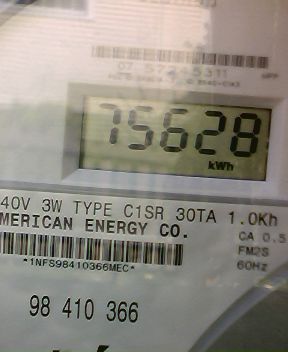 75628
kWh
40V 3W TYPE C1SR 30TA 1.0Kh
MERICAN ENERGY CO.
CA 0.5
FM2S
*1NFS98410366MEC*
60Hz
98 410 366